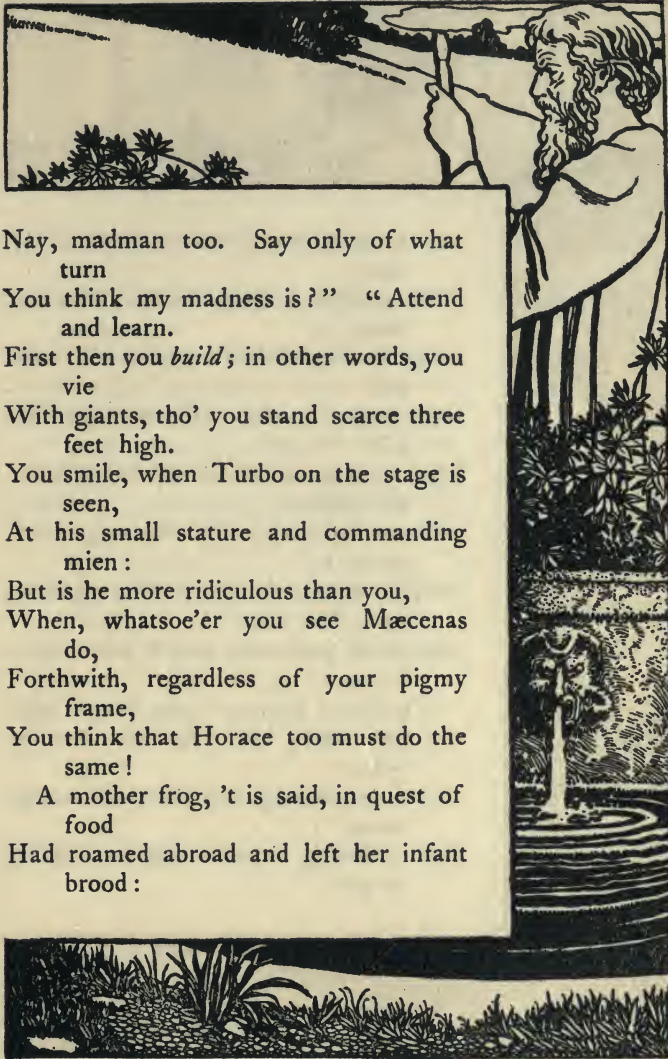 Nay, madman too. Say only of what
turn
You think my madness is?" "Attend
and learn.
First then you build; in other words, you
vie
With giants, tho' you stand scarce three
feet high.
You smile, when Turbo on the stage is
seen,
At his small stature and commanding
mien:
But is he more ridiculous than you,
When, whatsoe'er you see Mæcenas
do,
Forthwith, regardless of your pigmy
frame,
You think that Horace too must do the
same!
A mother frog, 't is said, in quest of
food
Had roamed abroad and left her infant
brood: